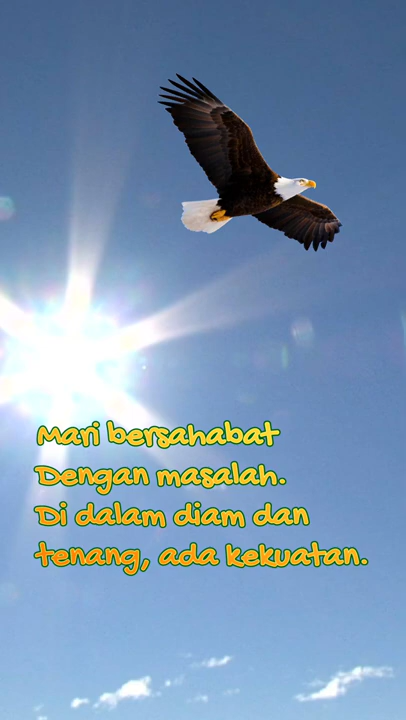 Mari bersahabat
Dengan masalah.
Di dalam diam dan
tenang, ada kekuatan.